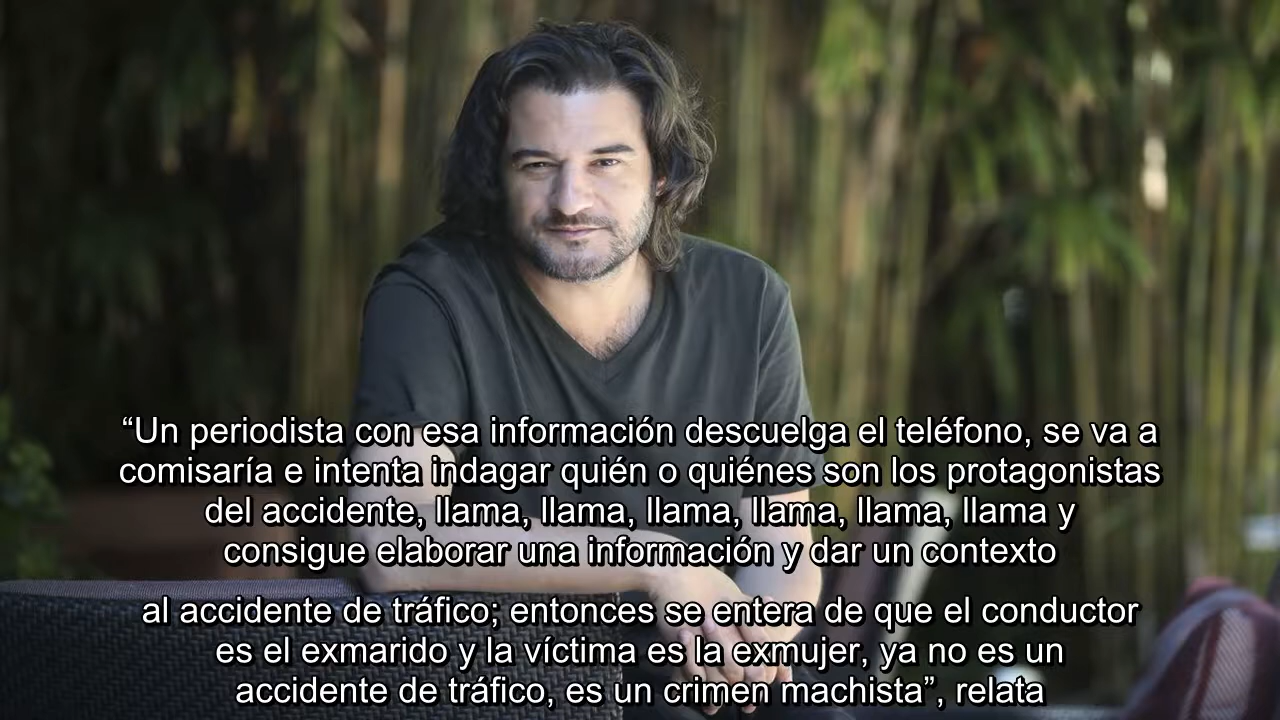 “Un periodista con esa información descuelga el teléfono, se va a
comisaría e intenta indagar quién o quiénes son los protagonistas
del accidente, llama, llama, llama, llama, llama, llama y
consigue elaborar una información y dar un contexto
al accidente de tráfico; entonces se entera de que el conductor
es el exmarido y la víctima es la exmujer, ya no es un
accidente de tráfico, es un crimen machista”, relata